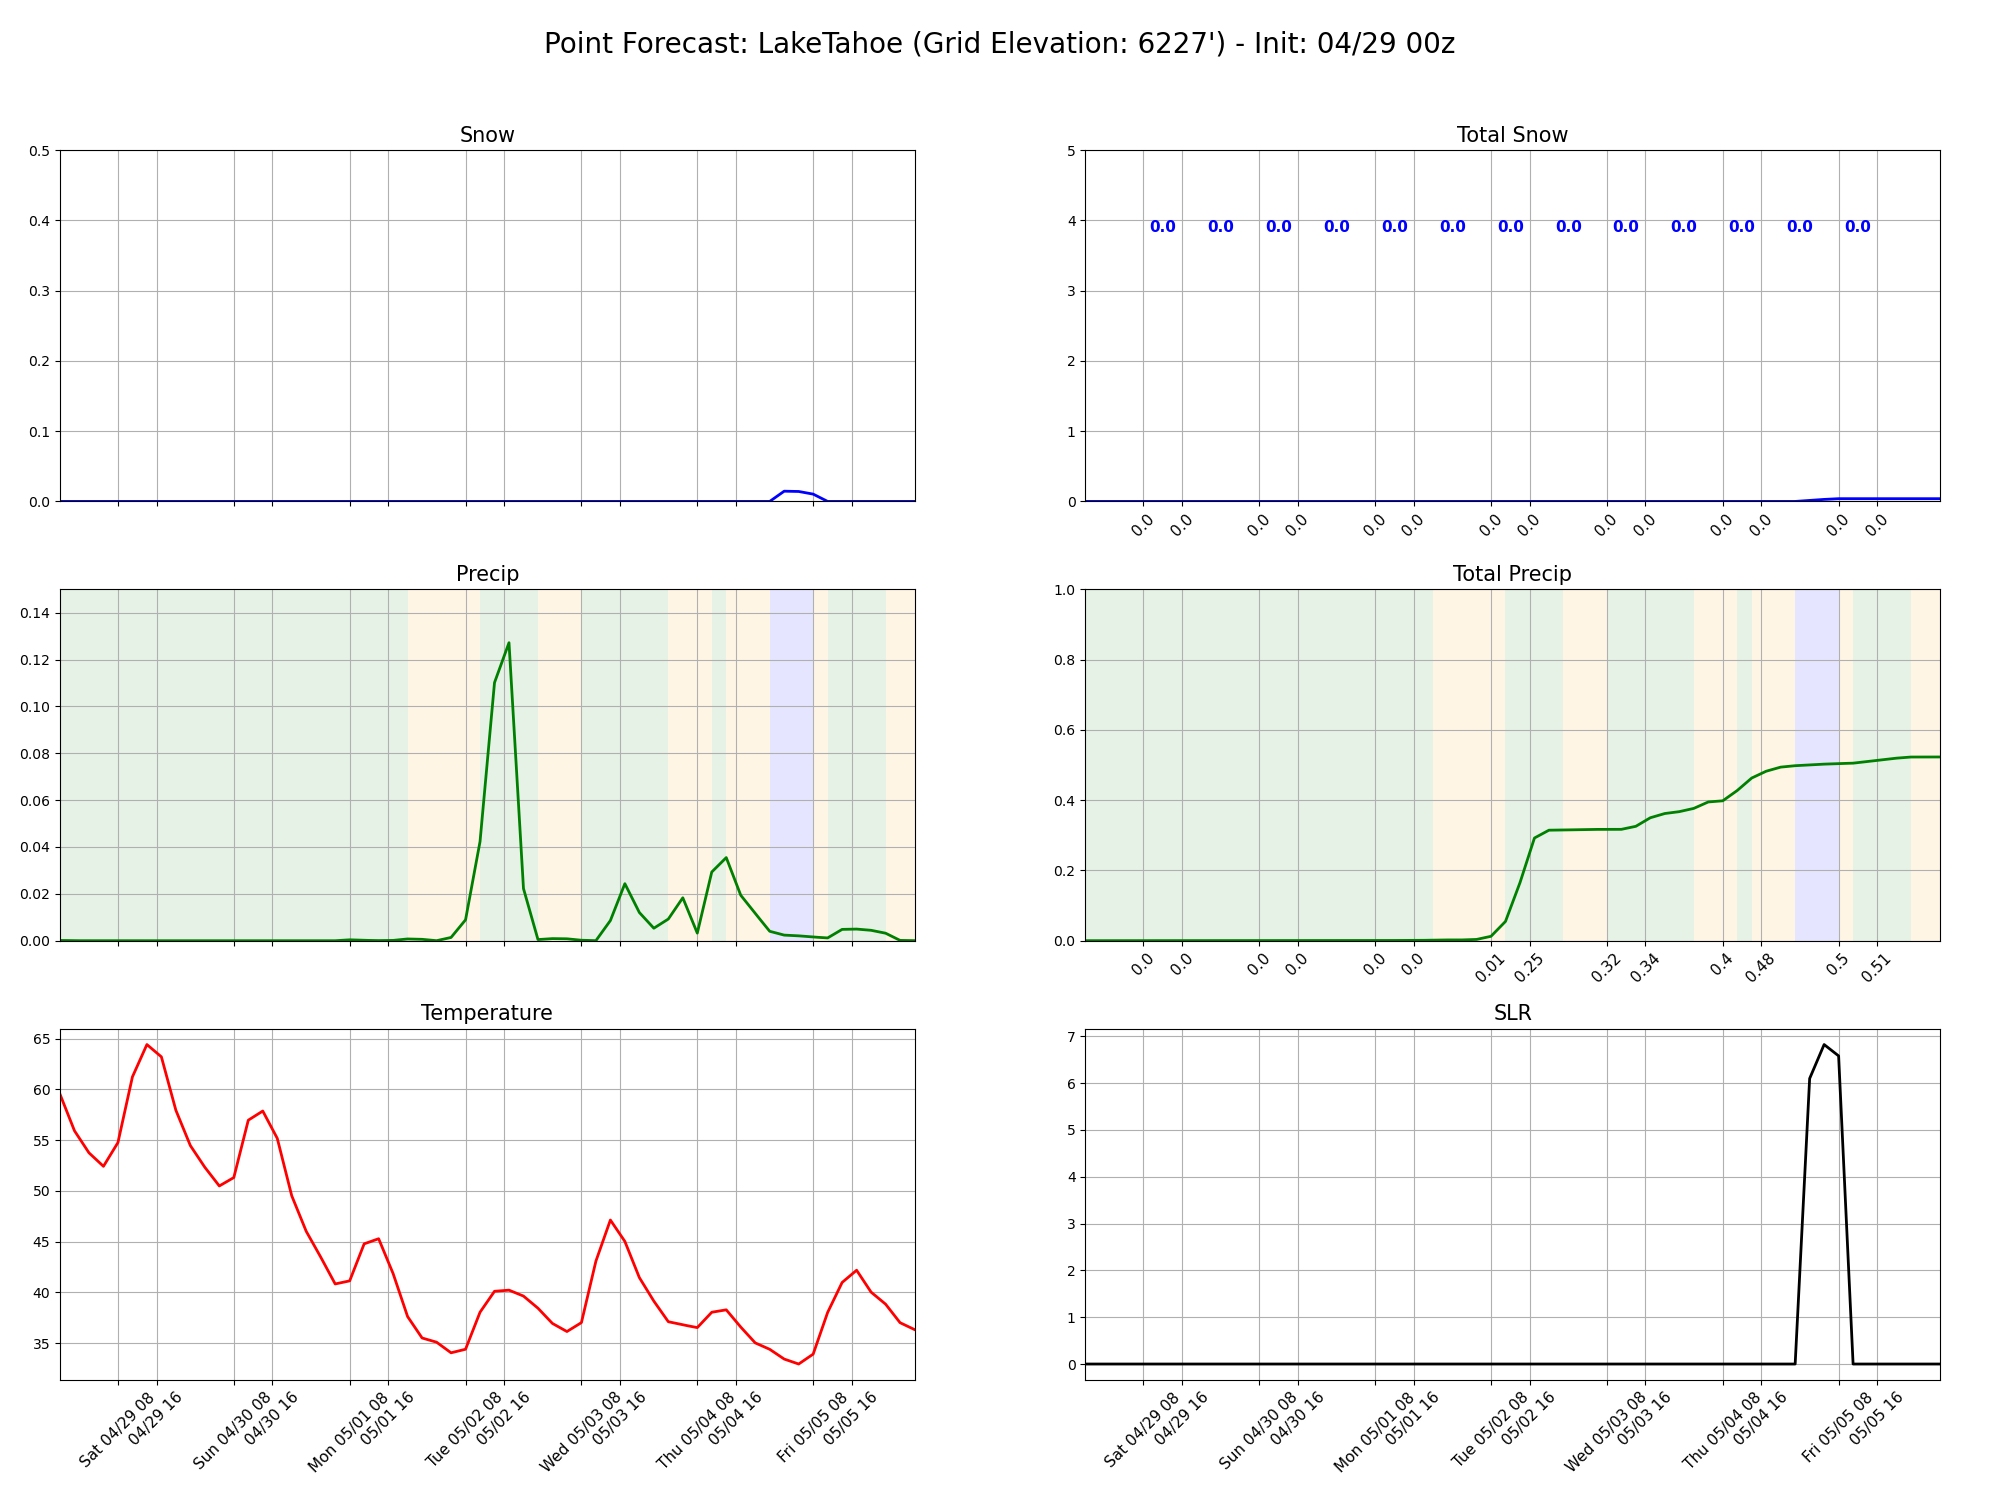 Point Forecast: LakeTahoe (Grid Elevation: 6227') - Init: 04/29 00z
Snow
0.5
0.4
0.3
0.2
0.1
0.0
Total Snow
5
4
3
2
1
0
0.0 0.0 0.0 0.0 0.0 0.0 0.0 0.0 0.0 0.0 0.0 0.0 0.0
0.0 0.0 0.0 0.0 0.0 0.0 0.0 0.0 0.0 0.0 0.0 0.0 0.0 0.0
Precip
0.14
0.12
0.10
0.08
0.06
0.04
0.02
0.00
Total Precip
1.0
0.8
0.6
0.4
0.2
0.0
0.0 0.0 0.0 0.0 0.0 0.0 0.01 0.25 0.32 0.34 0.4 0.48 0.5 0.51
Temperature
65
60
55
50
45
40
35
Sat 04/29 08
04/29 16
Sun 04/30 08
04/30 16
Mon 05/01 08
05/01 16
Tue 05/02 08
05/02 16
Wed 05/03 08
05/03 16
Thu 05/04 08
05/04 16
Fri 05/05 08
05/05 16
SLR
7
6
5
4
3
2
1
0
Sat 04/29 08
04/29 16
Sun 04/30 08
04/30 16
Mon 05/01 08
05/01 16
Tue 05/02 08
05/02 16
Wed 05/03 08
05/03 16
Thu 05/04 08
05/04 16
Fri 05/05 08
05/05 16